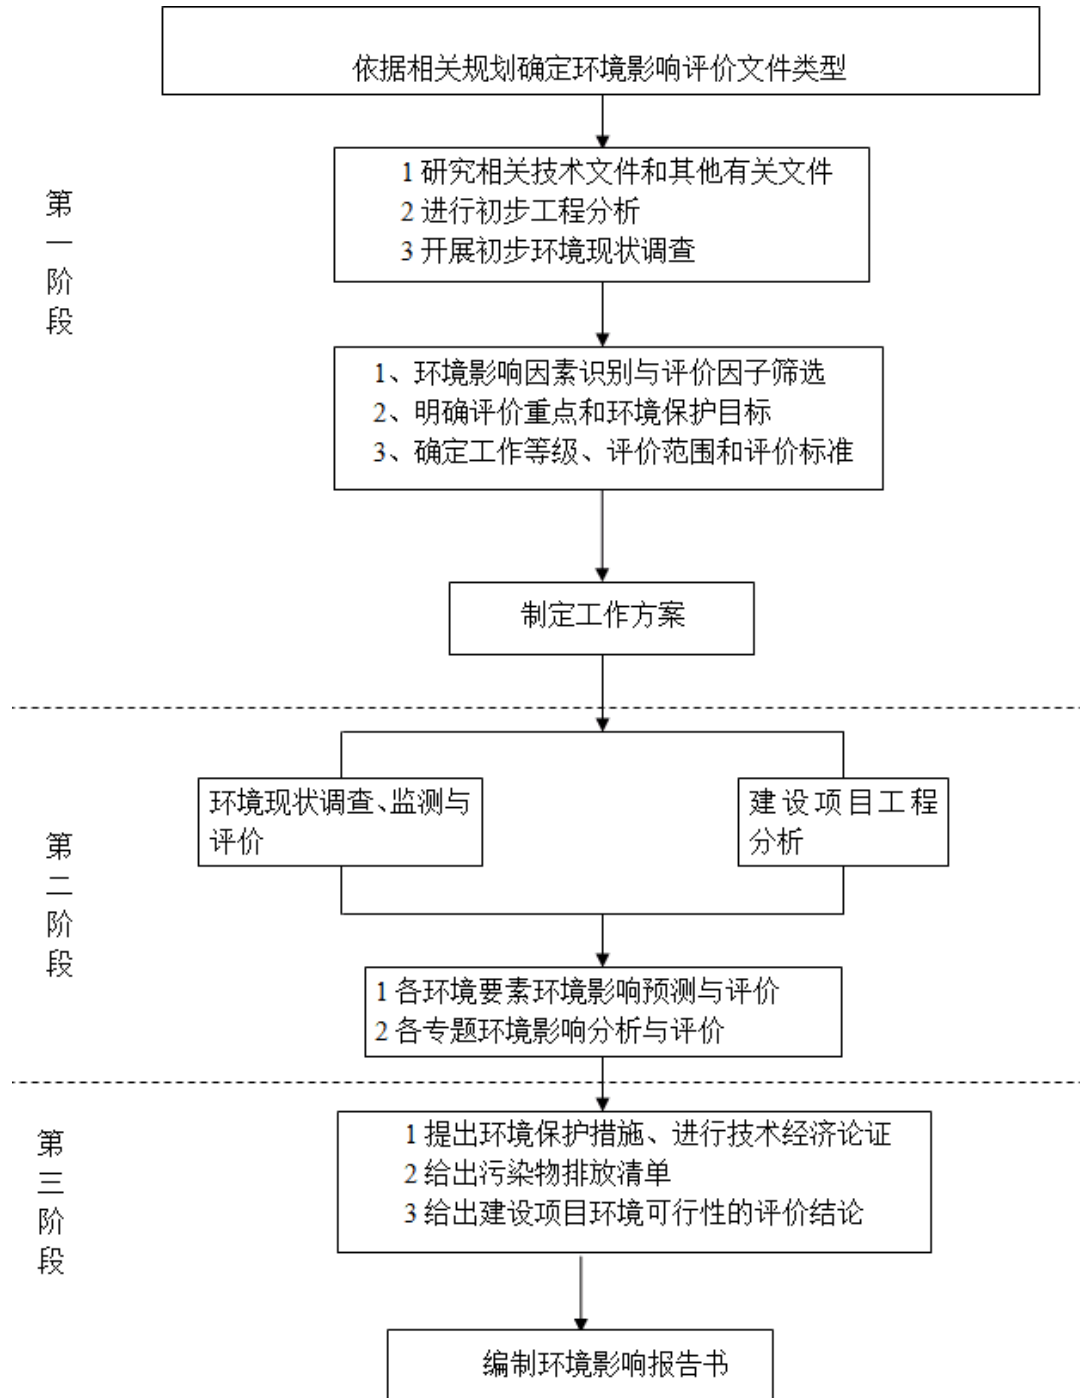 依据相关规划确定环境影响评价文件类型
第一阶段
1 研究相关技术文件和其他有关文件
2 进行初步工程分析
3 开展初步环境现状调查
1、环境影响因素识别与评价因子筛选
2、明确评价重点和环境保护目标
3、确定工作等级、评价范围和评价标准
制定工作方案
第二阶段
环境现状调查、监测与
评价
建设项目工程
分析
1 各环境要素环境影响预测与评价
2 各专题环境影响分析与评价
第三阶段
1 提出环境保护措施、进行技术经济论证
2 给出污染物排放清单
3 给出建设项目环境可行性的评价结论
编制环境影响报告书